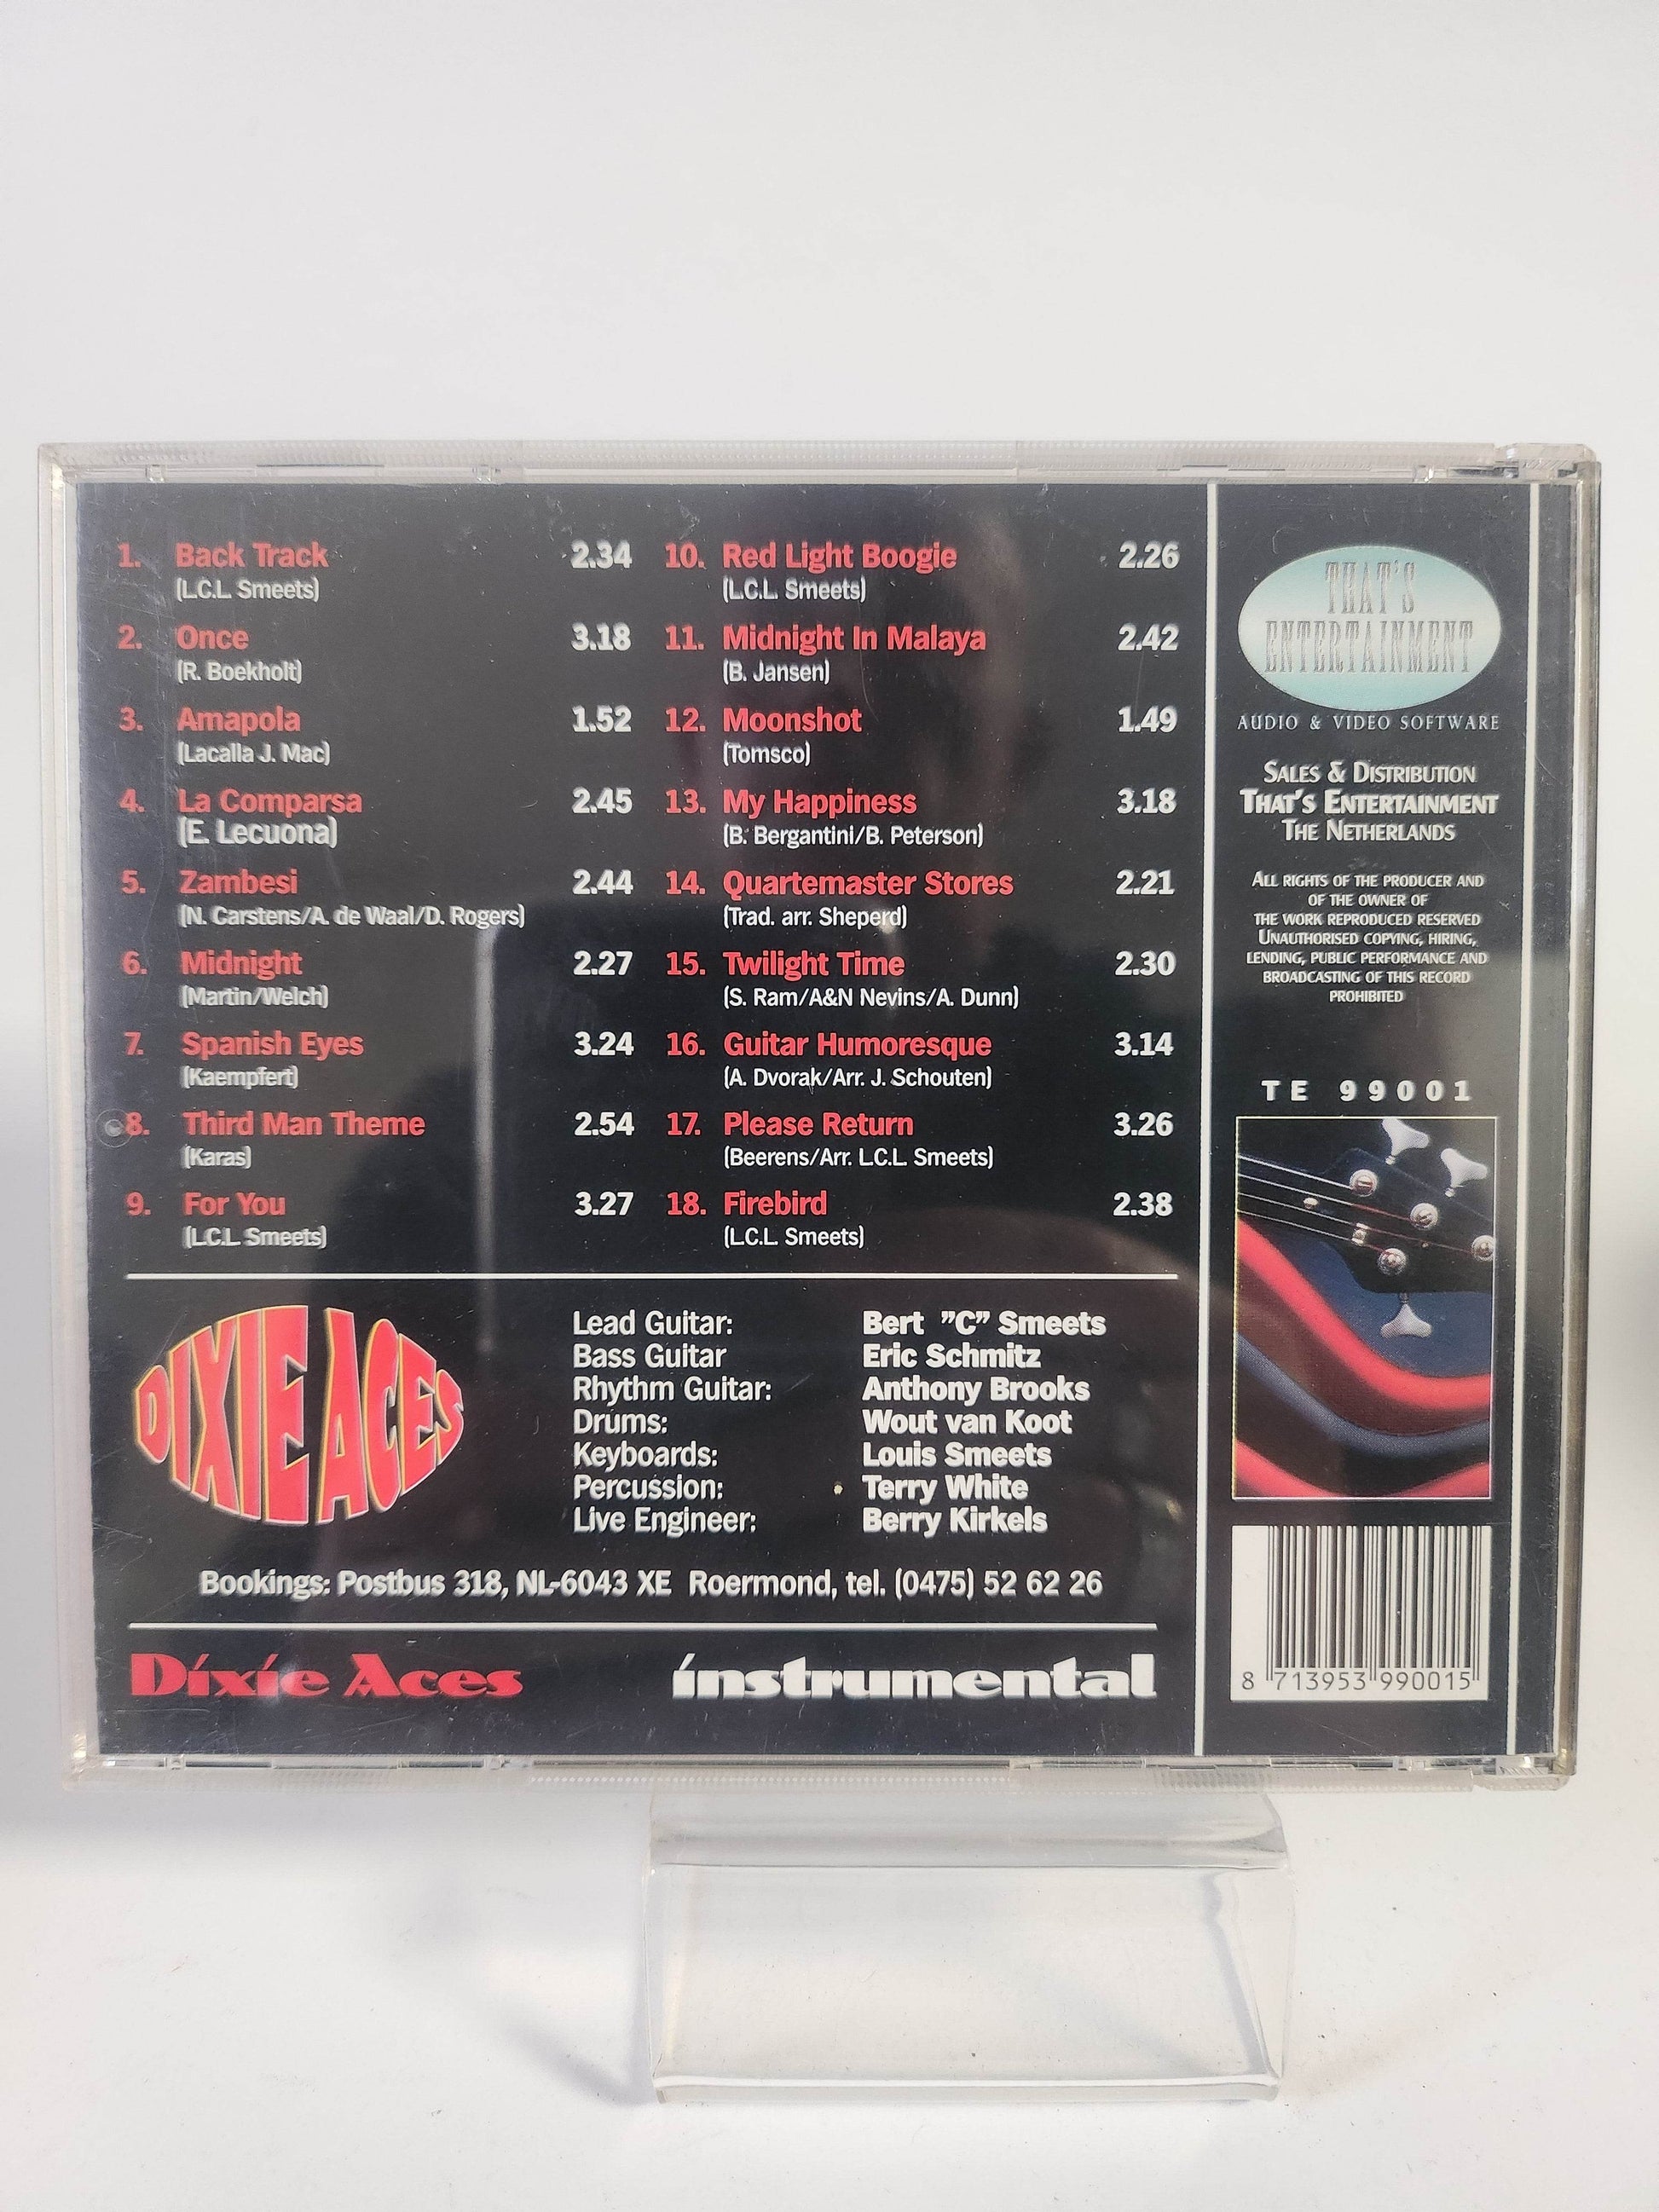 1. Back Track 2.34
(L.C.L. Smeets)
2. Once 3.18
(R. Boekholt)
3. Amapola 1.52
(Lacalla J. Mac)
4. La Comparsa 2.45
(E. Lecuona)
5. Zambesi 2.44
(N. Carstens/A. de Waal/D. Rogers)
6. Midnight 2.27
(Martin/Welch)
7. Spanish Eyes 3.24
(Kaempfert)
8. Third Man Theme 2.54
(Karas)
9. For You 3.27
(L.C.L. Smeets)
10. Red Light Boogie 2.26
(L.C.L. Smeets)
11. Midnight In Malaya 2.42
(B. Jansen)
12. Moonshot 1.49
(Tomsco)
13. My Happiness 3.18
(B. Bergantini/B. Peterson)
14. Quartemaster Stores 2.21
(Trad. arr. Sheperd)
15. Twilight Time 2.30
(S. Ram/A&N Nevins/A. Dunn)
16. Guitar Humoresque 3.14
(A. Dvorak/Arr. J. Schouten)
17. Please Return 3.26
(Beerens/Arr. L.C.L. Smeets)
18. Firebird 2.38
(L.C.L. Smeets)
DIXIE ACES
Lead Guitar: Bert "C" Smeets
Bass Guitar Eric Schmitz
Rhythm Guitar: Anthony Brooks
Drums: Wout van Koot
Keyboards: Louis Smeets
Percussion: Terry White
Live Engineer: Berry Kirkels
Bookings: Postbus 318, NL-6043 XE Roermond, tel. (0475) 52 62 26
Dixie Aces instrumental
THAT'S
ENTERTAINMENT
AUDIO & VIDEO SOFTWARE
SALES & DISTRIBUTION
THAT'S ENTERTAINMENT
THE NETHERLANDS
ALL RIGHTS OF THE PRODUCER AND
OF THE OWNER OF
THE WORK REPRODUCED RESERVED
UNAUTHORISED COPYING, HIRING,
LENDING, PUBLIC PERFORMANCE AND
BROADCASTING OF THIS RECORD
PROHIBITED
TE 99001
8 713953 990015